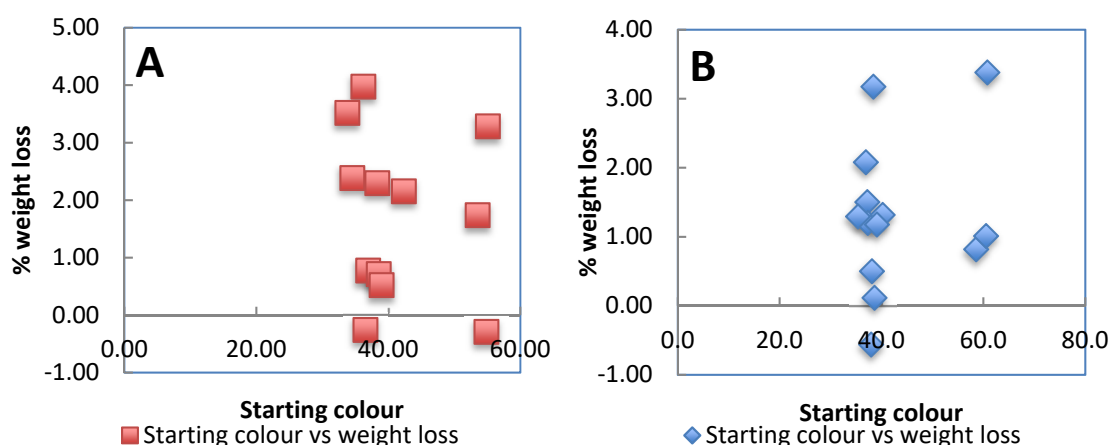 A
% weight loss
5.00
4.00
3.00
2.00
1.00
0.00
-1.00
0.00 20.00 40.00 60.00
Starting colour
Starting colour vs weight loss
B
% weight loss
4.00
3.00
2.00
1.00
0.00
-1.00
0.0 20.0 40.0 60.0 80.0
Starting colour
Starting colour vs weight loss